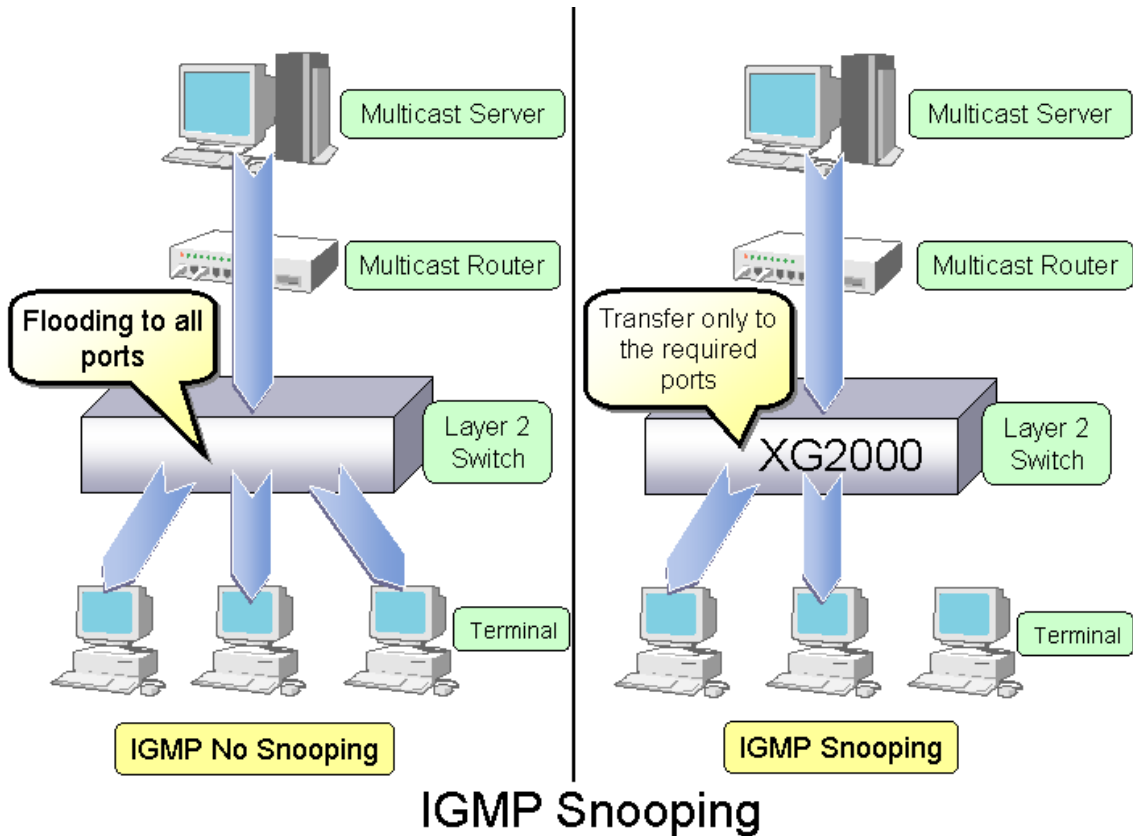 Multicast Server
Multicast Router
Flooding to all
ports
Layer 2
Switch
Terminal
IGMP No Snooping
Multicast Server
Multicast Router
Transfer only to
the required
ports
XG2000
Layer 2
Switch
Terminal
IGMP Snooping
IGMP Snooping